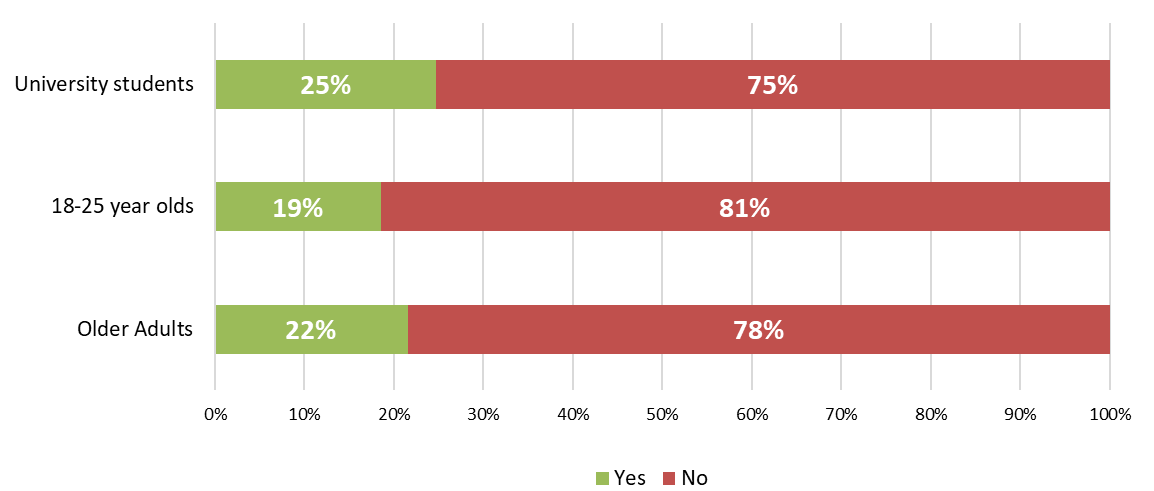 University students
25%
75%
18-25 year olds
19%
81%
Older Adults
22%
78%
0% 10% 20% 30% 40% 50% 60% 70% 80% 90% 100%
Yes No